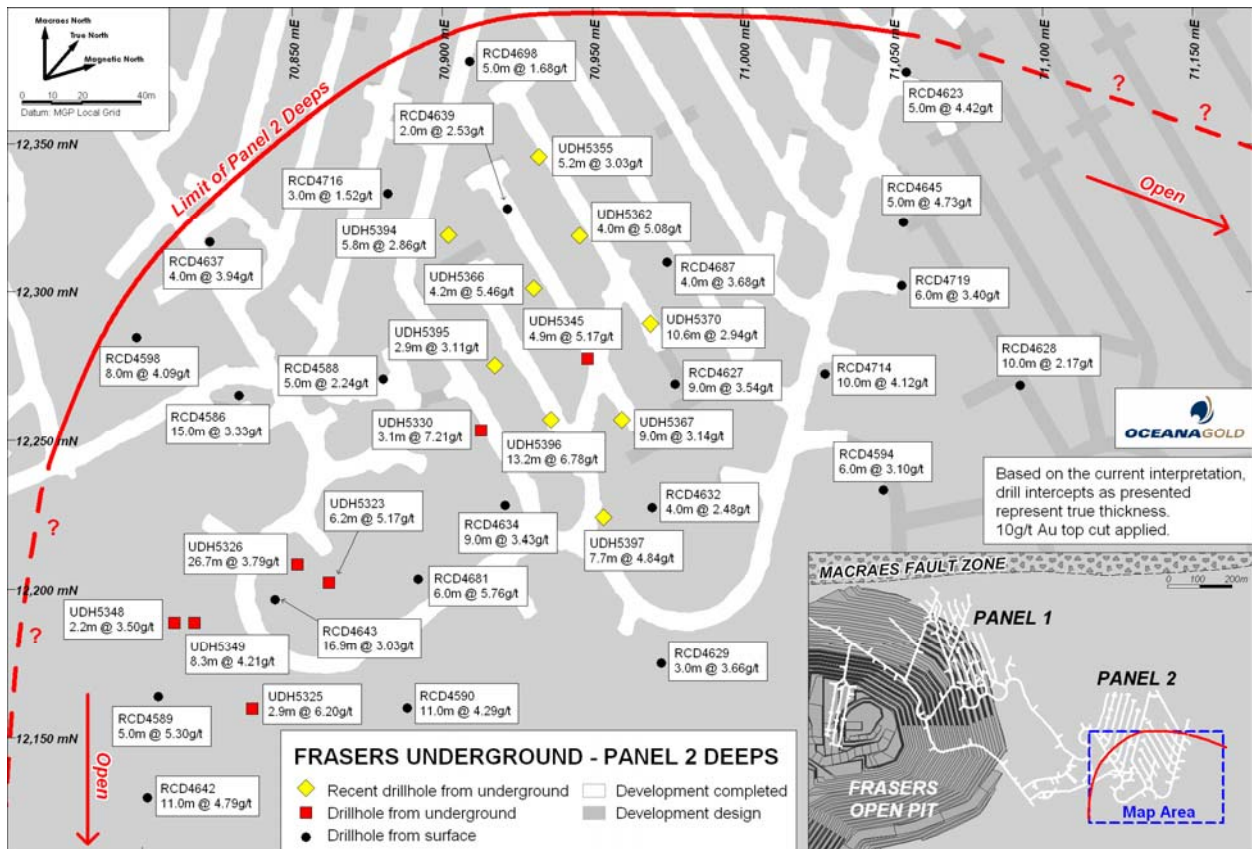 Macraes North
True North
Magnetic North
0 10 20 40m
Datum: MGP Local Grid
70,850 mE
70,900 mE
70,950 mE
71,000 mE
71,050 mE
71,100 mE
71,150 mE
12,350 mN
12,300 mN
12,250 mN
12,200 mN
12,150 mN
Limit of Panel 2 Deeps
RCD4698
5.0m @ 1.68g/t
RCD4639
2.0m @ 2.53g/t
RCD4623
5.0m @ 4.42g/t
?
?
UDH5355
5.2m @ 3.03g/t
RCD4716
3.0m @ 1.52g/t
RCD4645
5.0m @ 4.73g/t
Open
UDH5394
5.8m @ 2.86g/t
UDH5362
4.0m @ 5.08g/t
RCD4637
4.0m @ 3.94g/t
UDH5366
4.2m @ 5.46g/t
RCD4687
4.0m @ 3.68g/t
RCD4719
6.0m @ 3.40g/t
UDH5395
2.9m @ 3.11g/t
UDH5345
4.9m @ 5.17g/t
UDH5370
10.6m @ 2.94g/t
RCD4598
8.0m @ 4.09g/t
RCD4588
5.0m @ 2.24g/t
RCD4627
9.0m @ 3.54g/t
RCD4714
10.0m @ 4.12g/t
RCD4628
10.0m @ 2.17g/t
RCD4586
15.0m @ 3.33g/t
UDH5330
3.1m @ 7.21g/t
UDH5396
13.2m @ 6.78g/t
UDH5367
9.0m @ 3.14g/t
OCEANAGOLD
RCD4594
6.0m @ 3.10g/t
Based on the current interpretation,
drill intercepts as presented
represent true thickness.
10g/t Au top cut applied.
?
UDH5323
6.2m @ 5.17g/t
RCD4634
9.0m @ 3.43g/t
RCD4632
4.0m @ 2.48g/t
UDH5397
7.7m @ 4.84g/t
UDH5326
26.7m @ 3.79g/t
RCD4681
6.0m @ 5.76g/t
UDH5348
2.2m @ 3.50g/t
?
UDH5349
8.3m @ 4.21g/t
RCD4643
16.9m @ 3.03g/t
RCD4629
3.0m @ 3.66g/t
UDH5325
2.9m @ 6.20g/t
RCD4590
11.0m @ 4.29g/t
RCD4589
5.0m @ 5.30g/t
Open
RCD4642
11.0m @ 4.79g/t
FRASERS UNDERGROUND - PANEL 2 DEEPS
Recent drillhole from underground
Drillhole from underground
Drillhole from surface
Development completed
Development design
MACRAES FAULT ZONE
0 100 200m
PANEL 1
PANEL 2
FRASERS
OPEN PIT
Map Area